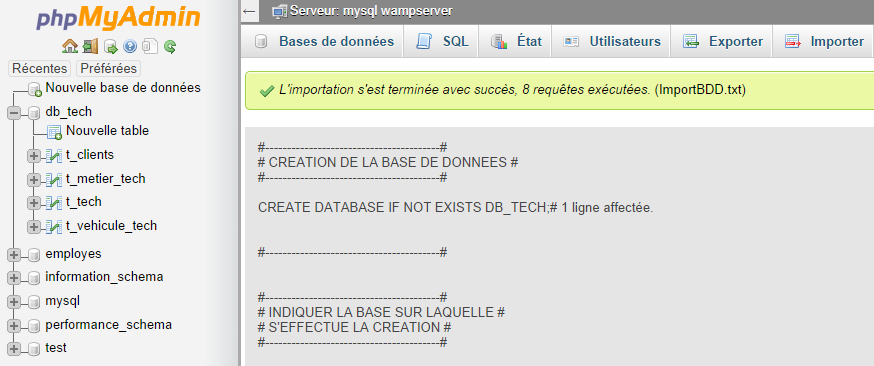 phpMyAdmin
Récentes Préférées
Nouvelle base de données
db_tech
Nouvelle table
t_clients
t_metier_tech
t_tech
t_vehicule_tech
employes
information_schema
mysql
performance_schema
test
Serveur: mysql wampserver
Bases de données SQL État Utilisateurs Exporter Importer
L'importation s'est terminée avec succès, 8 requêtes exécutées. (ImportBDD.txt)
#----------------------------------------#
# CREATION DE LA BASE DE DONNEES #
#----------------------------------------#
CREATE DATABASE IF NOT EXISTS DB_TECH;# 1 ligne affectée.
#----------------------------------------#
#----------------------------------------#
# INDIQUER LA BASE SUR LAQUELLE #
# S'EFFECTUE LA CREATION #
#----------------------------------------#